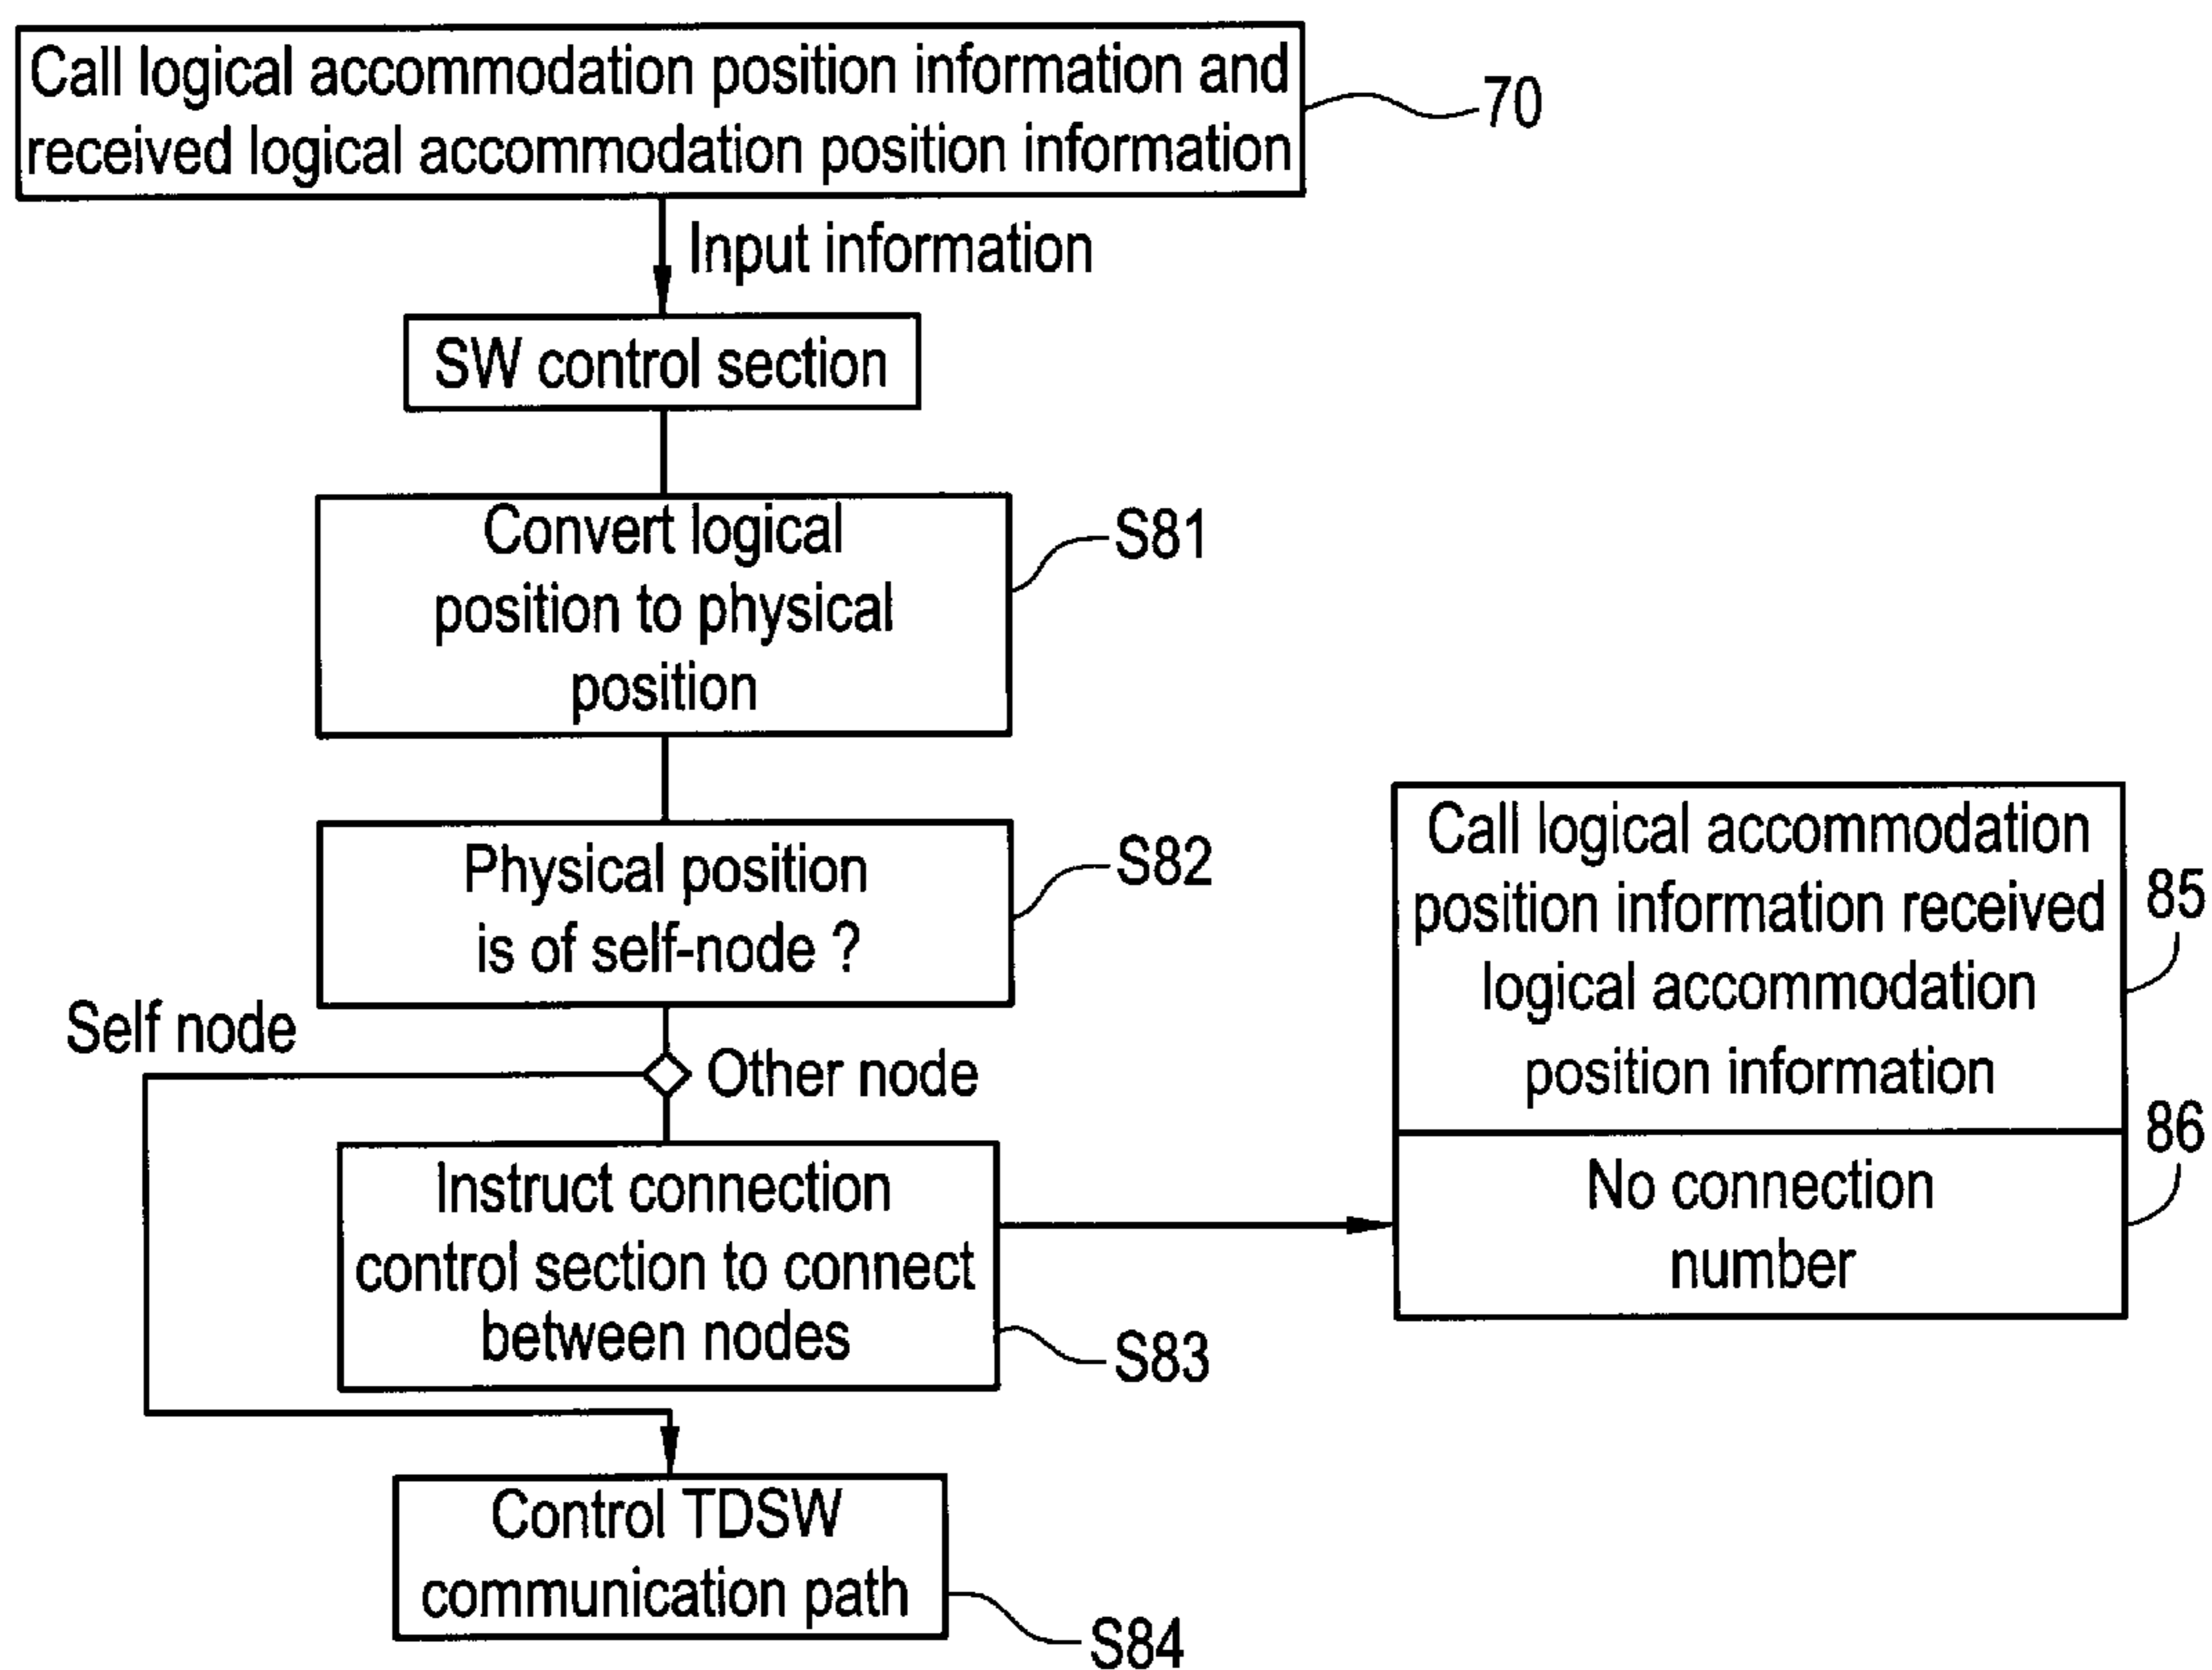 Call logical accommodation position information and
received logical accommodation position information
70
Input information
SW control section
Convert logical
position to physical
position
S81
Physical position
is of self-node ?
S82
Self node
Other node
Instruct connection
control section to connect
between nodes
S83
Control TDSW
communication path
S84
Call logical accommodation
position information received
logical accommodation
position information
85
No connection
number
86